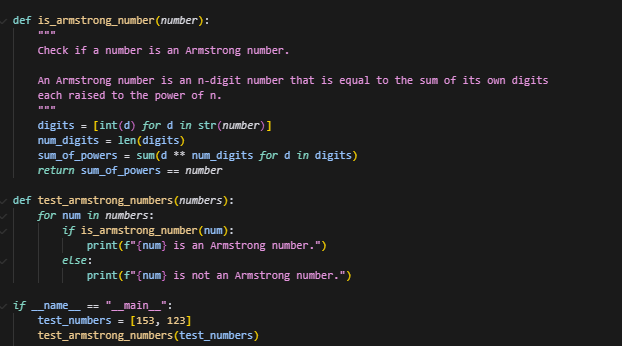 def is_armstrong_number(number):
    """
    Check if a number is an Armstrong number.

    An Armstrong number is an n-digit number that is equal to the sum of its own digits
    each raised to the power of n.
    """
    digits = [int(d) for d in str(number)]
    num_digits = len(digits)
    sum_of_powers = sum(d ** num_digits for d in digits)
    return sum_of_powers == number

def test_armstrong_numbers(numbers):
    for num in numbers:
        if is_armstrong_number(num):
            print(f"{num} is an Armstrong number.")
        else:
            print(f"{num} is not an Armstrong number.")

if __name__ == "__main__":
    test_numbers = [153, 123]
    test_armstrong_numbers(test_numbers)